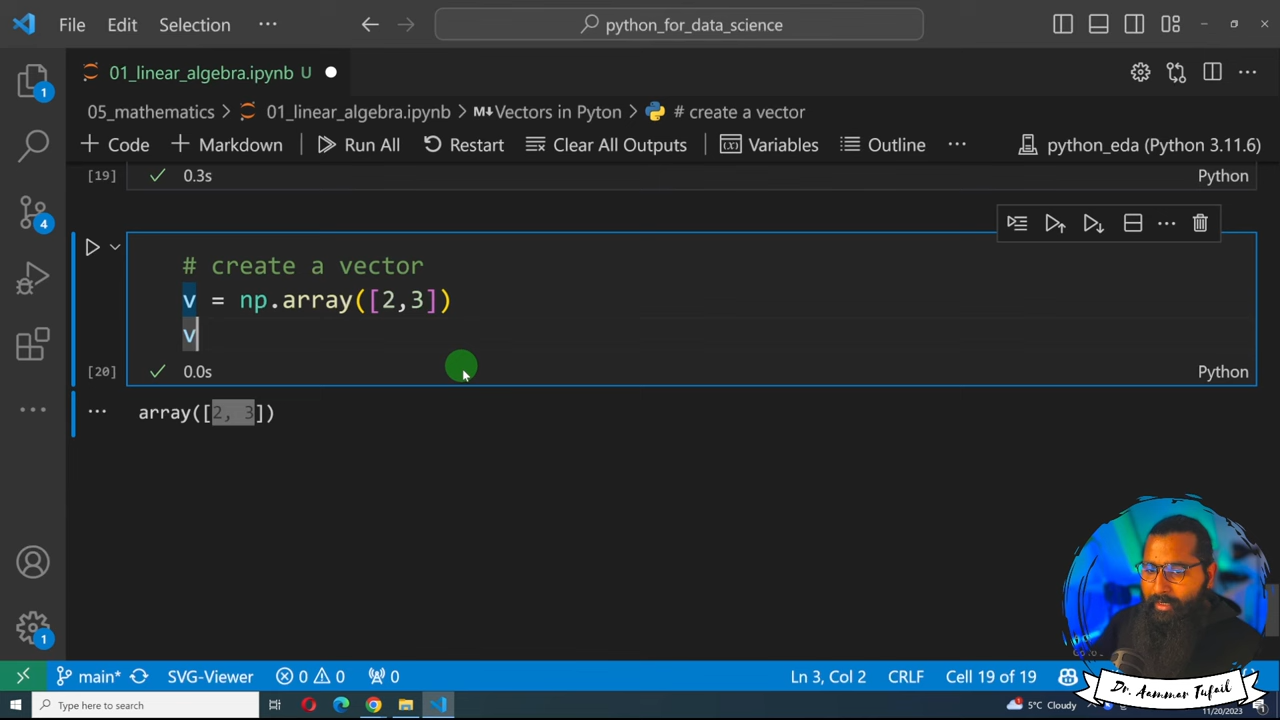 File Edit Selection ··· python_for_data_science
01_linear_algebra.ipynb U
05_mathematics > 01_linear_algebra.ipynb > M↓Vectors in Pyton > # create a vector
+ Code + Markdown Run All Restart Clear All Outputs Variables Outline ··· python_eda (Python 3.11.6)
[19] 0.3s Python
# create a vector
v = np.array([2,3])
v
[20] 0.0s Python
··· array([2, 3])
1
4
1
main* SVG-Viewer 0 0 0 Ln 3, Col 2 CRLF Cell 19 of 19
Type here to search 5°C Cloudy 11/20/2023
Dr. Aammar Tufail